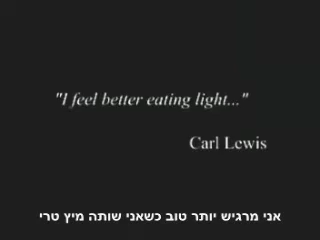 "I feel better eating light..."
Carl Lewis
אני מרגיש יותר טוב כשאני שותה מיץ טרי